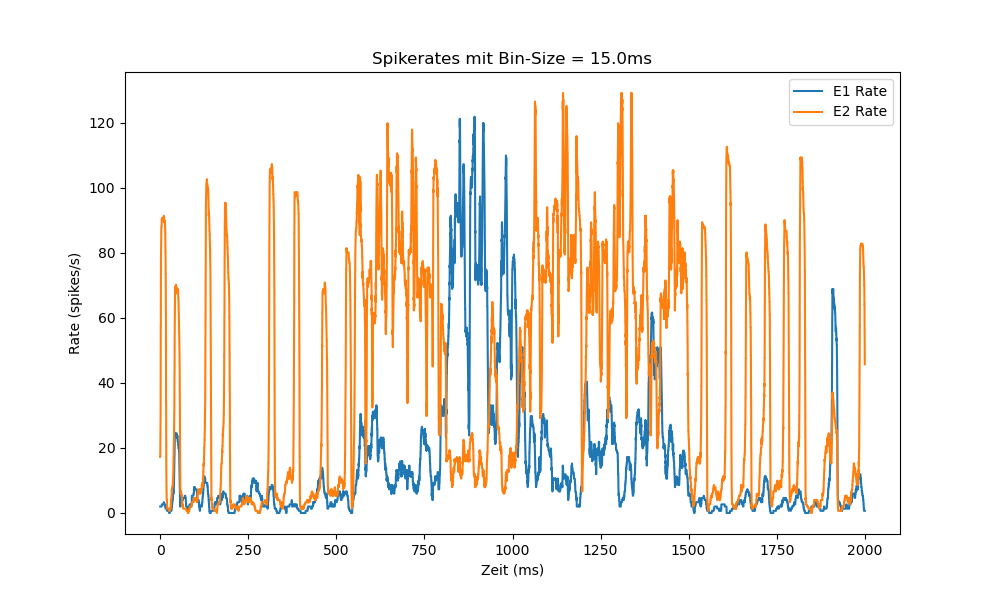 Spikerates mit Bin-Size = 15.0ms
E1 Rate
E2 Rate
Rate (spikes/s)
120
100
80
60
40
20
0
0 250 500 750 1000 1250 1500 1750 2000
Zeit (ms)